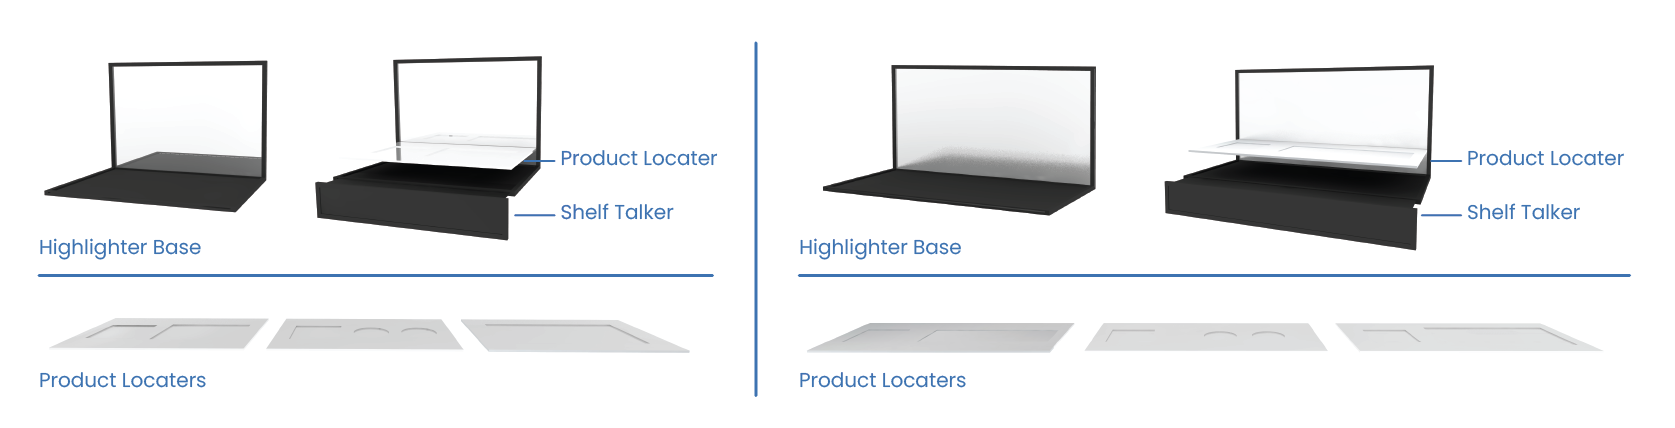 Product Locater
Shelf Talker
Highlighter Base
Product Locaters
Product Locater
Shelf Talker
Highlighter Base
Product Locaters